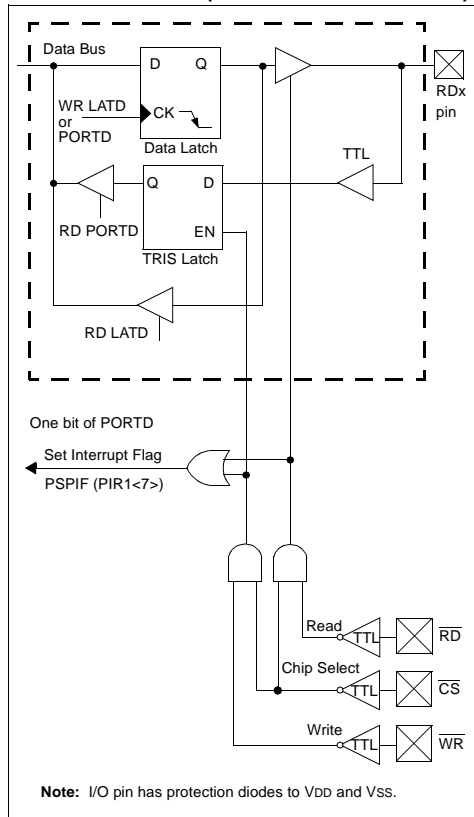 Data Bus
D Q
RDx
pin
WR LATD
or
PORTD
CK
Data Latch
TTL
Q D
RD PORTD
EN
TRIS Latch
RD LATD
One bit of PORTD
Set Interrupt Flag
PSPIF (PIR1<7>)
Read
TTL
RD
Chip Select
TTL
CS
Write
TTL
WR
Note: I/O pin has protection diodes to VDD and VSS.